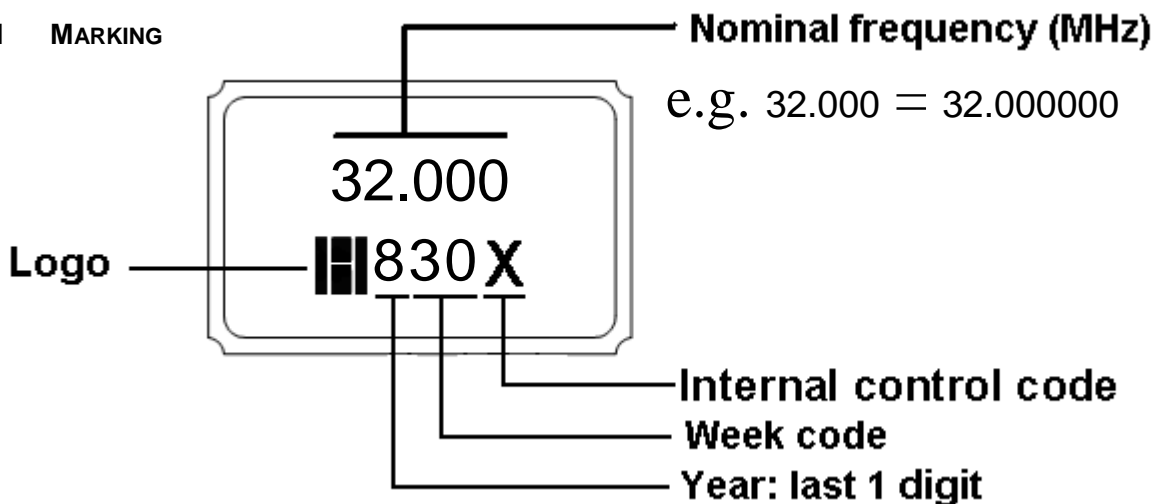 MARKING
Nominal frequency (MHz)
e.g. 32.000 = 32.000000
32.000
Logo
830X
Internal control code
Week code
Year: last 1 digit